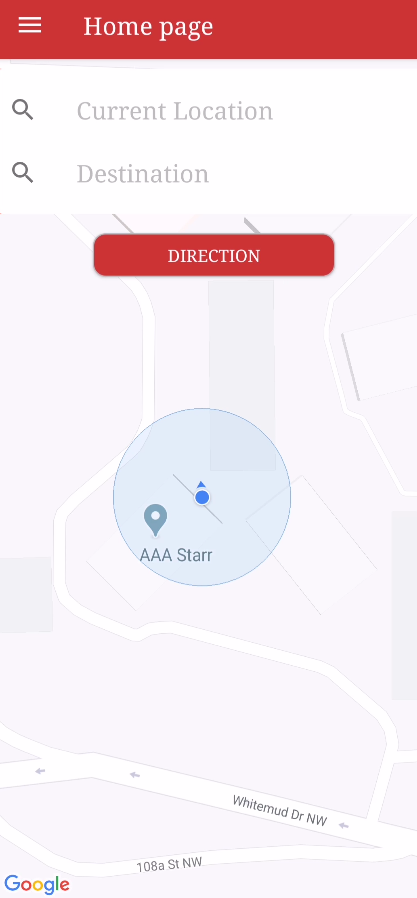 Home page
Current Location
Destination
DIRECTION
AAA Starr
Whitemud Dr NW
108a St NW
Google